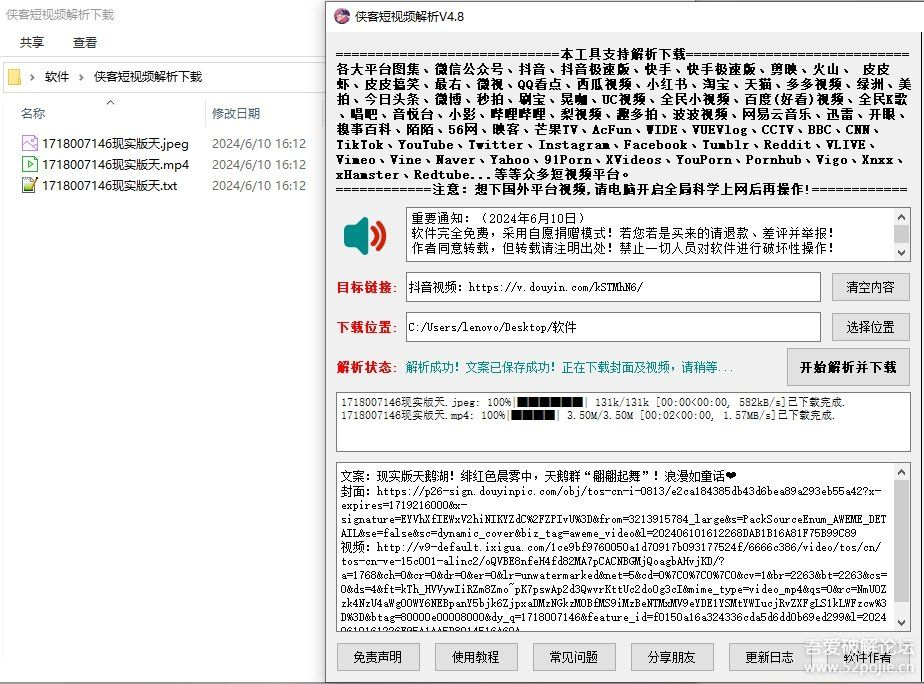 侠客短视频解析下载
共享 查看
软件 › 侠客短视频解析下载
名称 修改日期
1718007146现实版天.jpeg 2024/6/10 16:12
1718007146现实版天.mp4 2024/6/10 16:12
1718007146现实版天.txt 2024/6/10 16:12
侠客短视频解析V4.8
============================本工具支持解析下载============================
各大平台图集、微信公众号、抖音、抖音极速版、快手、快手极速版、剪映、火山、 皮皮
虾、皮皮搞笑、最右、微视、QQ看点、西瓜视频、小红书、淘宝、天猫、多多视频、绿洲、美
拍、今日头条、微博、秒拍、刷宝、晃咖、UC视频、全民小视频、百度(好看)视频、全民K歌
、唱吧、音悦台、小影、哔哩哔哩、梨视频、趣多拍、波波视频、网易云音乐、迅雷、开眼、
糗事百科、陌陌、56网、映客、芒果TV、AcFun、WIDE、VUEVlog、CCTV、BBC、CNN、
TikTok、YouTube、Twitter、Instagram、Facebook、Tumblr、Reddit、VLIVE、
Vimeo、Vine、Naver、Yahoo、91Porn、XVideos、YouPorn、Pornhub、Vigo、Xnxx、
xHamster、Redtube...等等众多短视频平台。
============注意：想下国外平台视频,请电脑开启全局科学上网后再操作!============
重要通知：（2024年6月10日）
软件完全免费，采用自愿捐赠模式！若您若是买来的请退款、差评并举报！
作者同意转载，但转载请注明出处！禁止一切人员对软件进行破坏性操作！
目标链接: 抖音视频：https://v.douyin.com/kSTMhN6/ 清空内容
下载位置: C:/Users/lenovo/Desktop/软件 选择位置
解析状态: 解析成功！文案已保存成功！正在下载封面及视频，请稍等... 开始解析并下载
1718007146现实版天.jpeg: 100%|██████| 131k/131k [00:00<00:00, 582kB/s]已下载完成.
1718007146现实版天.mp4: 100%|████| 3.50M/3.50M [00:02<00:00, 1.57MB/s]已下载完成.
文案：现实版天鹅湖！绯红色晨雾中，天鹅群“翩翩起舞”！浪漫如童话❤
封面：https://p26-sign.douyinpic.com/obj/tos-cn-i-0813/e2ca184385db43d6bea89a293eb55a42?x-
expires=1719216000&x-
signature=EYVhXfIEWxV2hiNIKYZdC%2FZPIvU%3D&from=3213915784_large&s=PackSourceEnum_AWEME_DET
AIL&se=false&sc=dynamic_cover&biz_tag=aweme_video&l=202406101612268DAB1B16A81F75B99C89
视频：http://v9-default.ixigua.com/1ce9bf9760050a1d70917b093177524f/6666c386/video/tos/cn/
tos-cn-ve-15c001-alinc2/oQVBE8nfeH4fd82MA7pCACNBGMjQoagbAHvjKD/?
a=1768&ch=0&cr=0&dr=0&er=0&lr=unwatermarked&net=5&cd=0%7C0%7C0%7C0&cv=1&br=2263&bt=2263&cs=
0&ds=4&ft=kTh_HVVywIiRZm8Zmo~pK7pswAp2d3QwvrKttUc2do0g3cI&mime_type=video_mp4&qs=0&rc=NmU0Z
zk4NzU4aWg0OWY6NEBpanY5bjk6ZjpxaDMzNGkzMOBfMS9iMzBeNTMxMV9eYDE1YSMtYWIucjRvZXFgLS1kLWFzcw%3
D%3D&btag=80000e00008000&dy_q=1718007146&feature_id=f0150a16a324336cda5d6dd0b69ed299&l=2024
免责声明 使用教程 常见问题 分享朋友 更新日志 软件作者
吾爱破解论坛
www.52pojie.cn